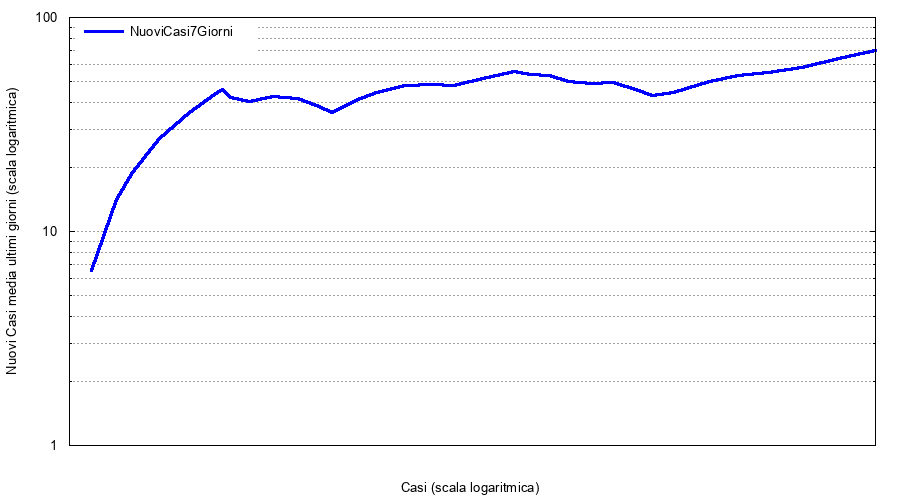 100
NuoviCasi7Giorni
10
1
Nuovi Casi media ultimi giorni (scala logaritmica)
Casi (scala logaritmica)